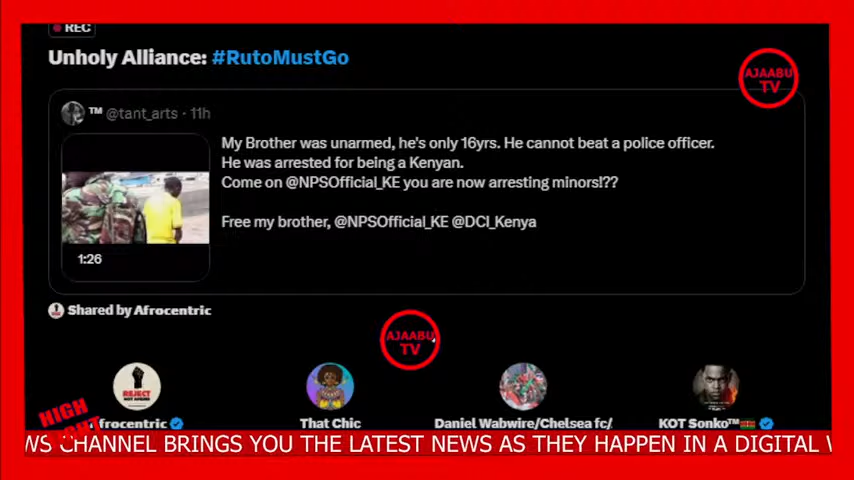 REC
Unholy Alliance: #RutoMustGo
AJAABU
TV
™ @tant_arts · 11h
My Brother was unarmed, he's only 16yrs. He cannot beat a police officer.
He was arrested for being a Kenyan.
Come on @NPSOfficial_KE you are now arresting minors!??
Free my brother, @NPSOfficial_KE @DCI_Kenya
1:26
Shared by Afrocentric
AJAABU
TV
REJECT
HIGH
frocentric
That Chic
Daniel Wabwire/Chelsea fc/
KOT Sonko™🇰🇪
WS CHANNEL BRINGS YOU THE LATEST NEWS AS THEY HAPPEN IN A DIGITAL